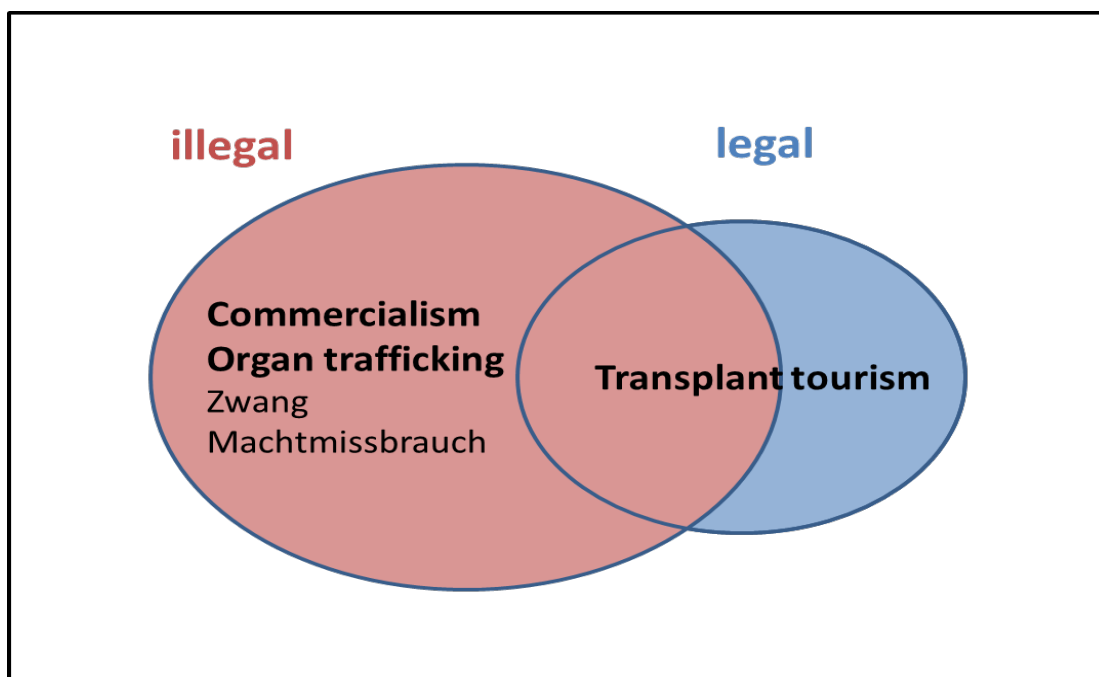 illegal
legal
Commercialism
Organ trafficking
Zwang
Machtmissbrauch
Transplant tourism